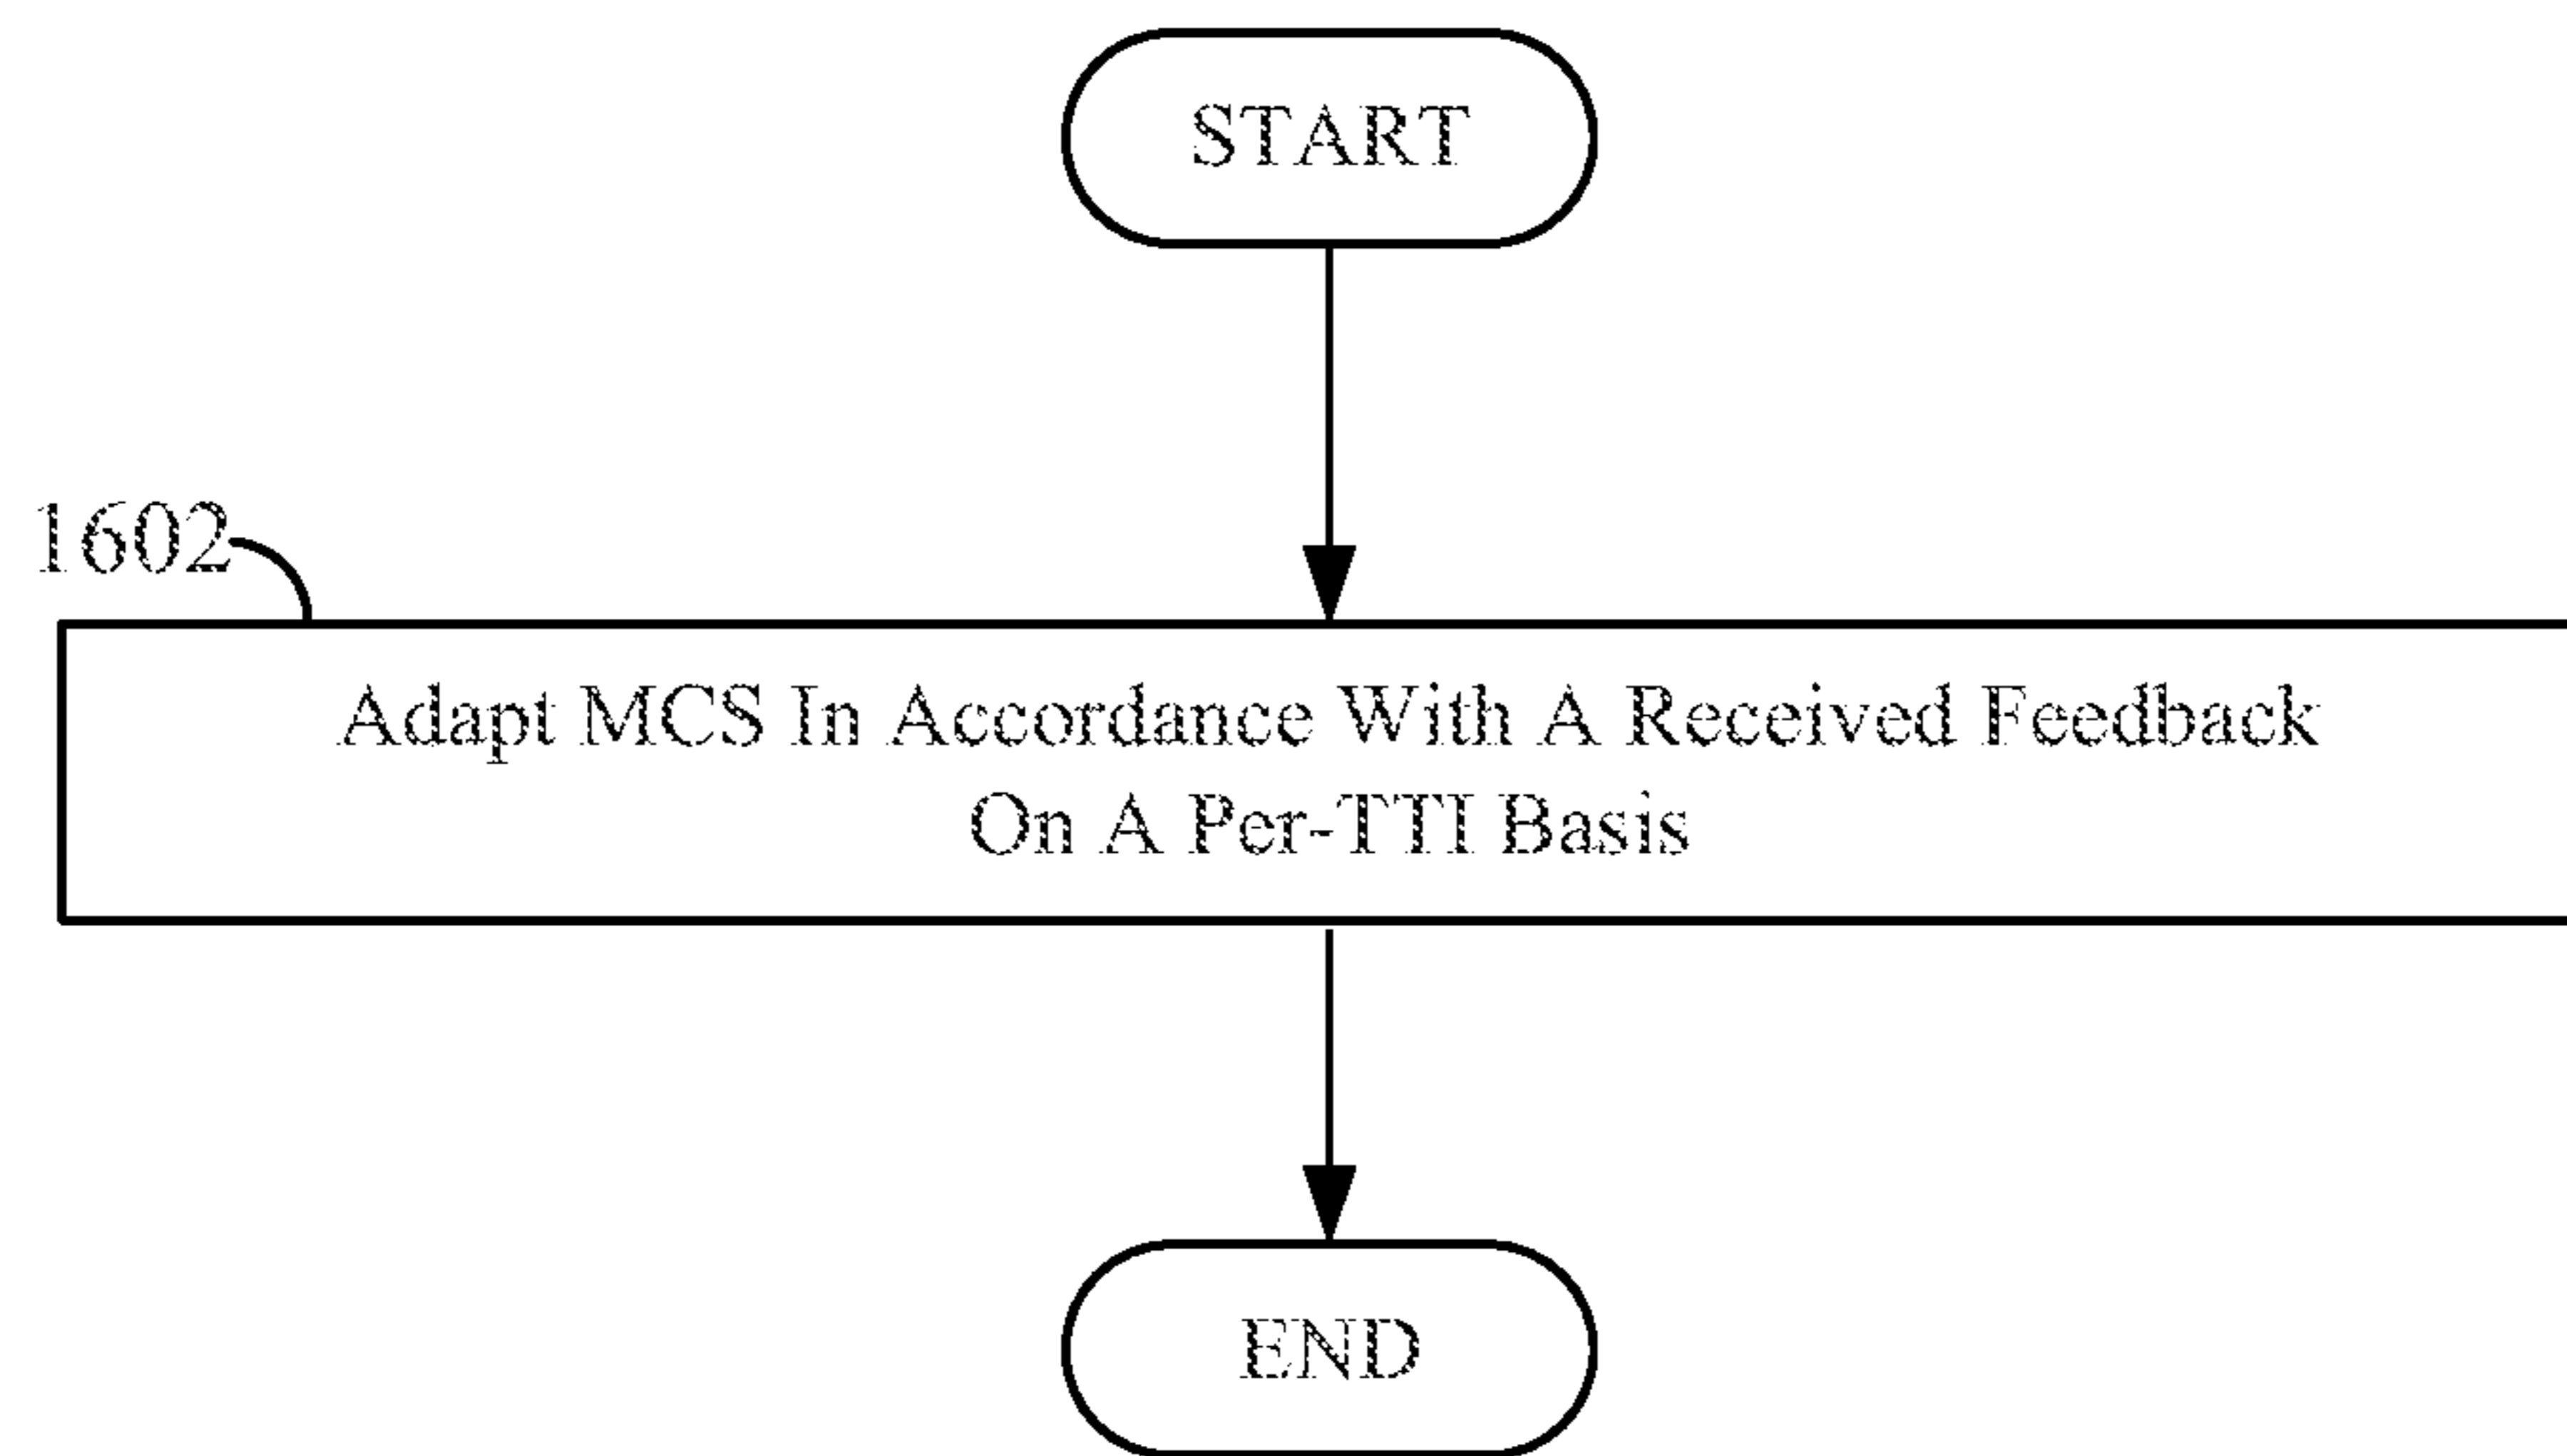 START
1602
Adapt MCS In Accordance With A Received Feedback
On A Per-TTI Basis
END